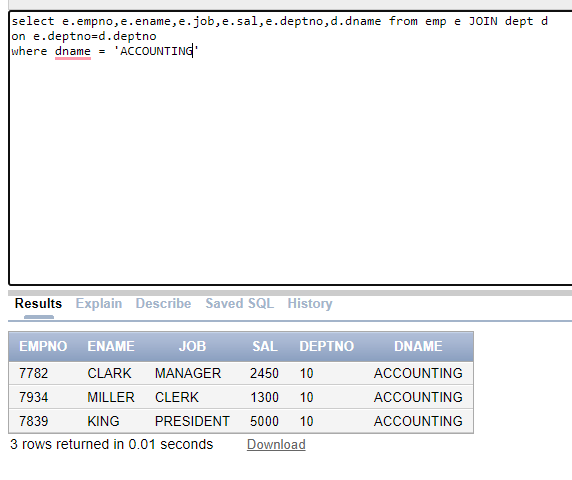 select e.empno,e.ename,e.job,e.sal,e.deptno,d.dname from emp e JOIN dept d
on e.deptno=d.deptno
where dname = 'ACCOUNTING'
Results Explain Describe Saved SQL History
EMPNO ENAME JOB SAL DEPTNO DNAME
7782 CLARK MANAGER 2450 10 ACCOUNTING
7934 MILLER CLERK 1300 10 ACCOUNTING
7839 KING PRESIDENT 5000 10 ACCOUNTING
3 rows returned in 0.01 seconds Download